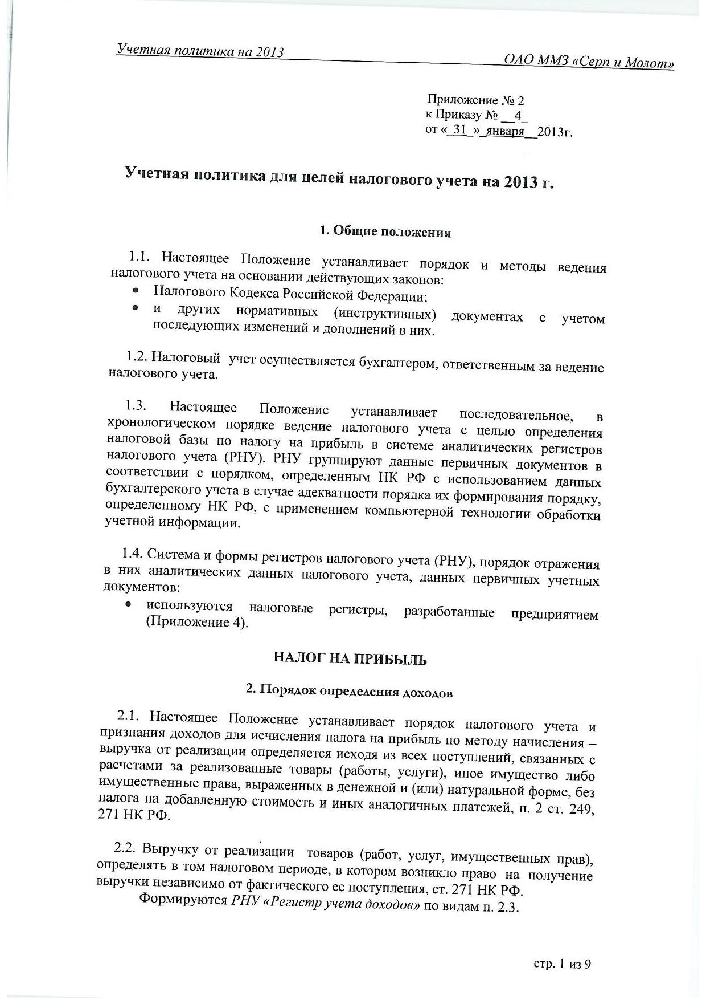 Учетная политика на 2013 ОАО ММЗ «Серп и Молот»
Приложение № 2
к Приказу № __4_
от «_31_»_января__2013г.
Учетная политика для целей налогового учета на 2013 г.
1. Общие положения
1.1. Настоящее Положение устанавливает порядок и методы ведения
налогового учета на основании действующих законов:
• Налогового Кодекса Российской Федерации;
• и других нормативных (инструктивных) документах с учетом
последующих изменений и дополнений в них.
1.2. Налоговый учет осуществляется бухгалтером, ответственным за ведение
налогового учета.
1.3. Настоящее Положение устанавливает последовательное, в
хронологическом порядке ведение налогового учета с целью определения
налоговой базы по налогу на прибыль в системе аналитических регистров
налогового учета (РНУ). РНУ группируют данные первичных документов в
соответствии с порядком, определенным НК РФ с использованием данных
бухгалтерского учета в случае адекватности порядка их формирования порядку,
определенному НК РФ, с применением компьютерной технологии обработки
учетной информации.
1.4. Система и формы регистров налогового учета (РНУ), порядок отражения
в них аналитических данных налогового учета, данных первичных учетных
документов:
• используются налоговые регистры, разработанные предприятием
(Приложение 4).
НАЛОГ НА ПРИБЫЛЬ
2. Порядок определения доходов
2.1. Настоящее Положение устанавливает порядок налогового учета и
признания доходов для исчисления налога на прибыль по методу начисления –
выручка от реализации определяется исходя из всех поступлений, связанных с
расчетами за реализованные товары (работы, услуги), иное имущество либо
имущественные права, выраженных в денежной и (или) натуральной форме, без
налога на добавленную стоимость и иных аналогичных платежей, п. 2 ст. 249,
271 НК РФ.
2.2. Выручку от реализации товаров (работ, услуг, имущественных прав),
определять в том налоговом периоде, в котором возникло право на получение
выручки независимо от фактического ее поступления, ст. 271 НК РФ.
Формируются РНУ «Регистр учета доходов» по видам п. 2.3.
стр. 1 из 9